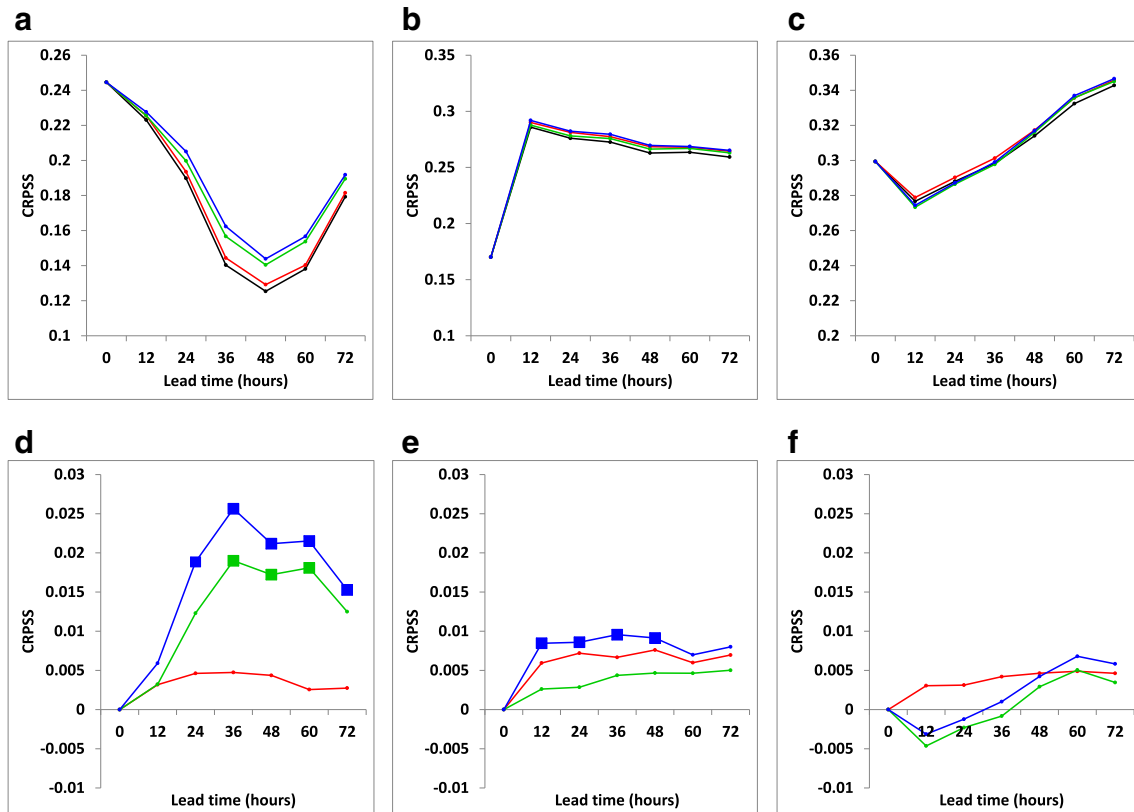 a
b
c
0.26
0.24
0.22
0.2
0.18
0.16
0.14
0.12
0.1
CRPSS
0 12 24 36 48 60 72
Lead time (hours)
0.35
0.3
0.25
0.2
0.15
0.1
CRPSS
0 12 24 36 48 60 72
Lead time (hours)
0.36
0.34
0.32
0.3
0.28
0.26
0.24
0.22
0.2
CRPSS
0 12 24 36 48 60 72
Lead time (hours)
d
e
f
0.03
0.025
0.02
0.015
0.01
0.005
0
-0.005
-0.01
CRPSS
0 12 24 36 48 60 72
Lead time (hours)
0.03
0.025
0.02
0.015
0.01
0.005
0
-0.005
-0.01
CRPSS
0 12 24 36 48 60 72
Lead time (hours)
0.03
0.025
0.02
0.015
0.01
0.005
0
-0.005
-0.01
CRPSS
0 12 24 36 48 60 72
Lead time (hours)